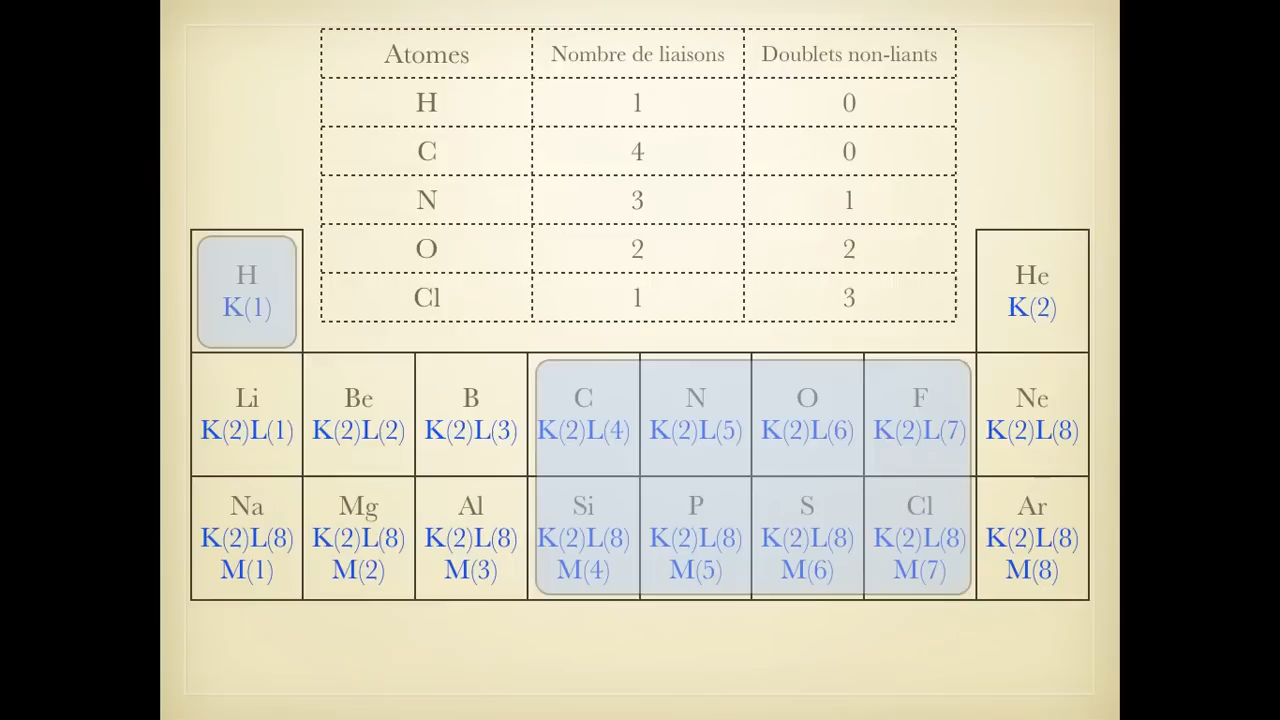 Atomes Nombre de liaisons Doublets non-liants
H 1 0
C 4 0
N 3 1
O 2 2
Cl 1 3
H He
K(1) K(2)
Li Be B C N O F Ne
K(2)L(1) K(2)L(2) K(2)L(3) K(2)L(4) K(2)L(5) K(2)L(6) K(2)L(7) K(2)L(8)
Na Mg Al Si P S Cl Ar
K(2)L(8) K(2)L(8) K(2)L(8) K(2)L(8) K(2)L(8) K(2)L(8) K(2)L(8) K(2)L(8)
M(1) M(2) M(3) M(4) M(5) M(6) M(7) M(8)